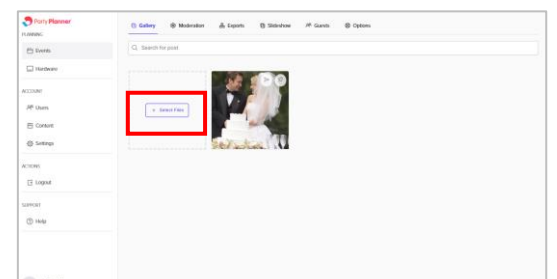 Party Planner
PLANNING
Events
Hardware
ACCOUNT
Users
Content
Settings
ACTIONS
Logout
SUPPORT
Help
Gallery Moderation Exports Slideshow Guests Options
Search for post
+ Select Files